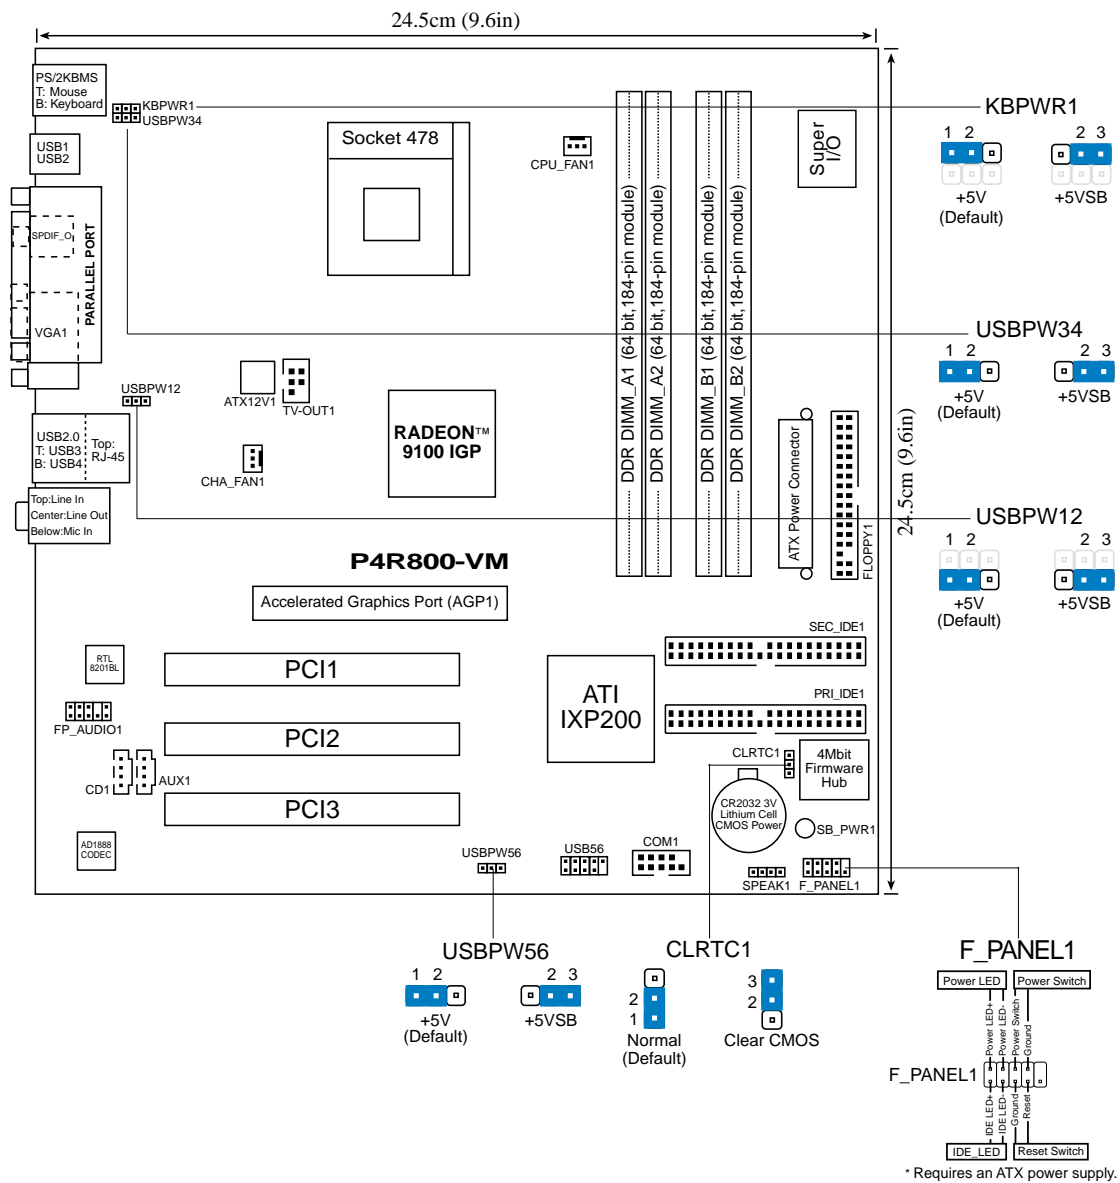 24.5cm (9.6in)
PS/2KBMS
T: Mouse
B: Keyboard
KBPWR1
USBPW34
USB1
USB2
Socket 478
CPU_FAN1
Super
I/O
KBPWR1
1 2
2 3
+5V
(Default)
+5VSB
SPDIF_O
PARALLEL PORT
VGA1
DDR DIMM_A1 (64 bit,184-pin module)
DDR DIMM_A2 (64 bit,184-pin module)
DDR DIMM_B1 (64 bit,184-pin module)
DDR DIMM_B2 (64 bit,184-pin module)
USBPW34
1 2
2 3
+5V
(Default)
+5VSB
USBPW12
ATX12V1
TV-OUT1
RADEON™
9100 IGP
USB2.0
T: USB3
B: USB4
Top:
RJ-45
CHA_FAN1
ATX Power Connector
FLOPPY1
24.5cm (9.6in)
Top:Line In
Center:Line Out
Below:Mic In
USBPW12
1 2
2 3
+5V
(Default)
+5VSB
P4R800-VM
Accelerated Graphics Port (AGP1)
SEC_IDE1
RTL
8201BL
PCI1
ATI
IXP200
PRI_IDE1
FP_AUDIO1
PCI2
CLRTC1
4Mbit
Firmware
Hub
CD1
AUX1
PCI3
CR2032 3V
Lithium Cell
CMOS Power
SB_PWR1
AD1888
CODEC
USBPW56
USB56
COM1
SPEAK1
F_PANEL1
USBPW56
1 2
2 3
+5V
(Default)
+5VSB
CLRTC1
2
1
Normal
(Default)
3
2
Clear CMOS
F_PANEL1
Power LED
Power Switch
Power LED+
Power LED-
Power Switch
Ground
F_PANEL1
IDE LED+
IDE LED-
Ground
Reset
IDE_LED
Reset Switch
* Requires an ATX power supply.